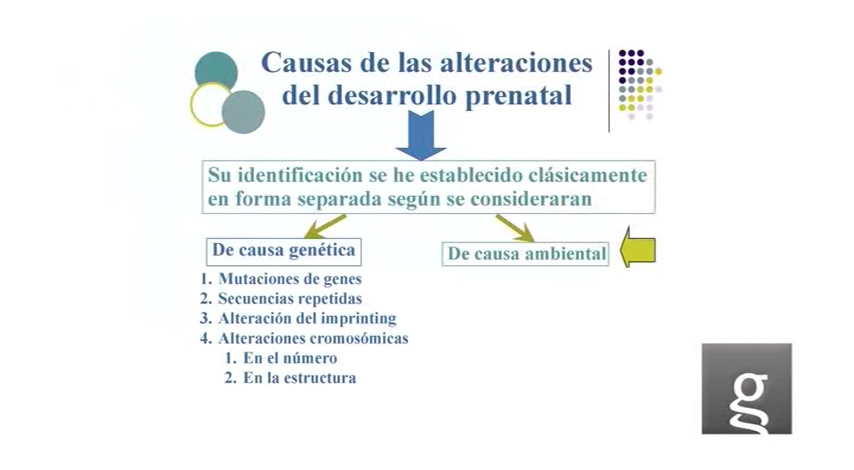 Causas de las alteraciones
del desarrollo prenatal
Su identificación se he establecido clásicamente
en forma separada según se consideraran
De causa genética
De causa ambiental
1. Mutaciones de genes
2. Secuencias repetidas
3. Alteración del imprinting
4. Alteraciones cromosómicas
1. En el número
2. En la estructura
g